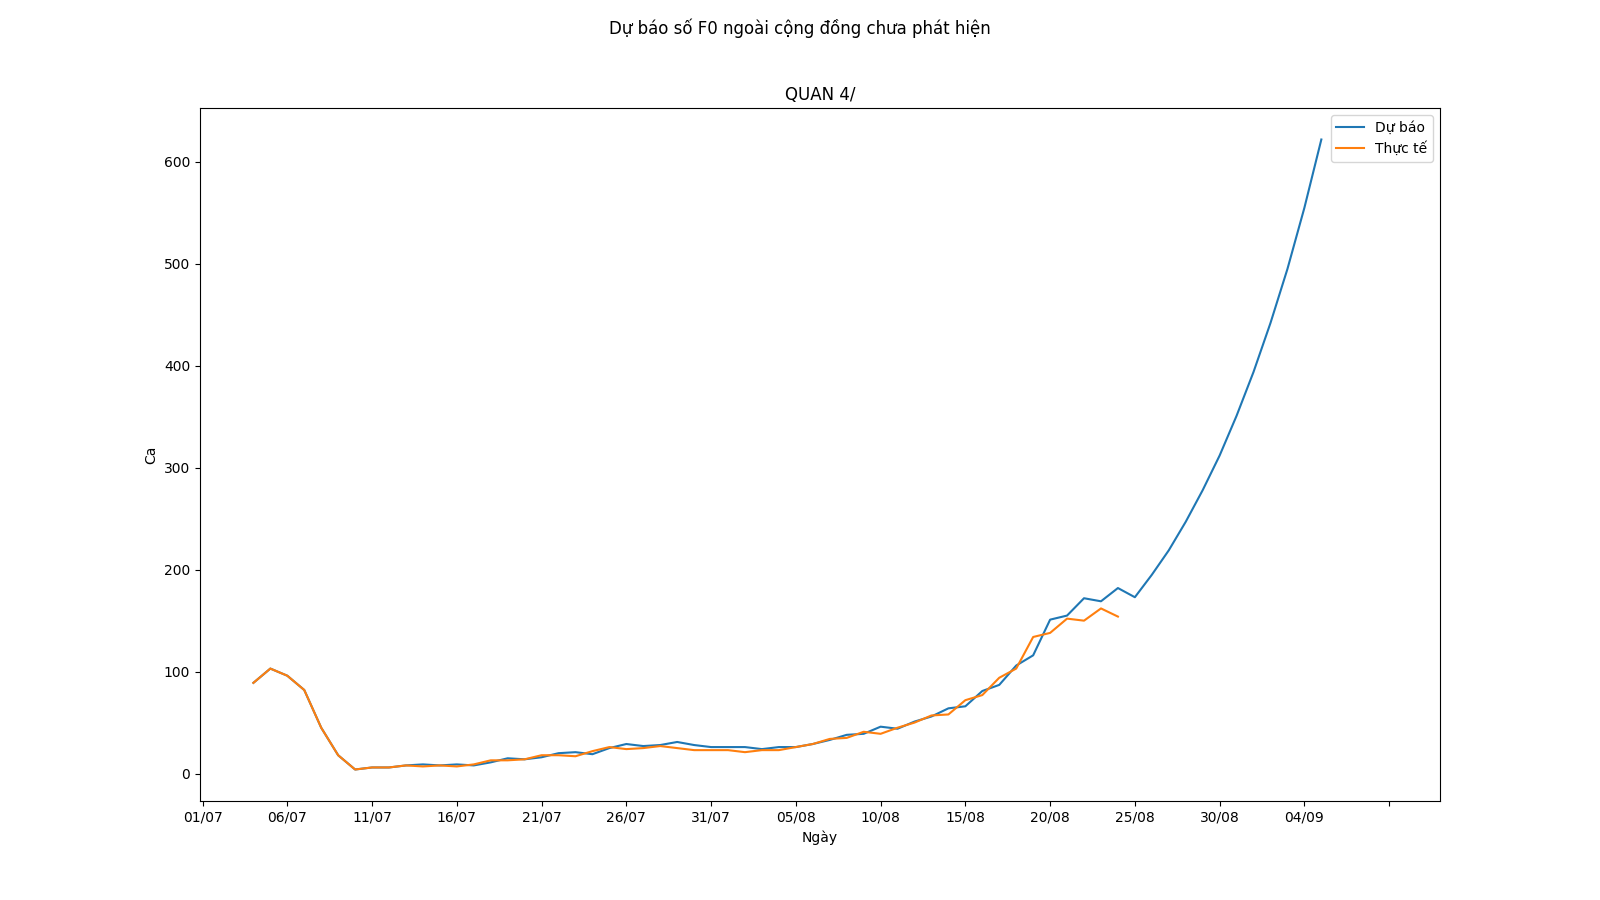 Dự báo số F0 ngoài cộng đồng chưa phát hiện
QUAN 4/
Dự báo
Thực tế
600
500
400
300
200
100
0
Ca
01/07 06/07 11/07 16/07 21/07 26/07 31/07 05/08 10/08 15/08 20/08 25/08 30/08 04/09
Ngày